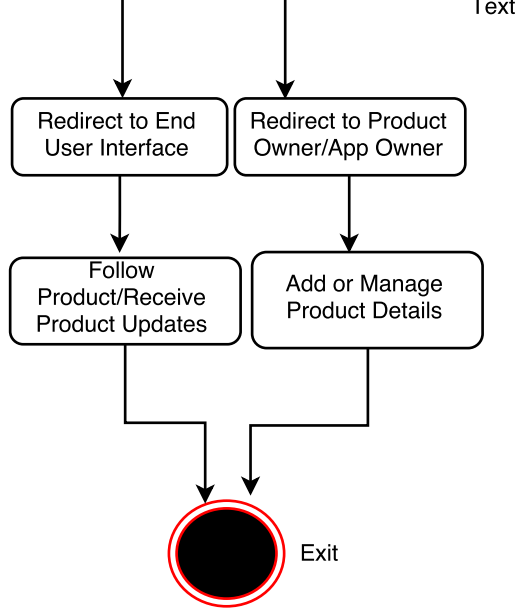 Text
Redirect to End
User Interface
Redirect to Product
Owner/App Owner
Follow
Product/Receive
Product Updates
Add or Manage
Product Details
Exit